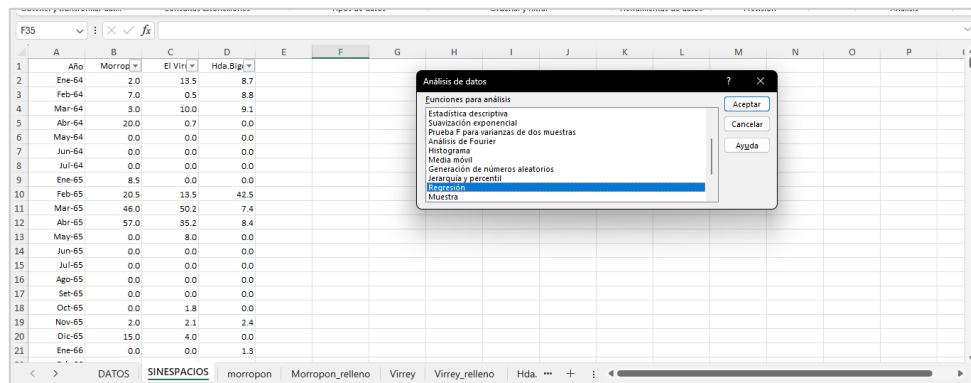 F35 fx
A B C D E F G H I J K L M N O P
1 Año Morrop El Virr Hda.Big
2 Ene-64 2.0 13.5 8.7
3 Feb-64 7.0 0.5 8.8
4 Mar-64 3.0 10.0 9.1
5 Abr-64 20.0 0.7 0.0
6 May-64 0.0 0.0 0.0
7 Jun-64 0.0 0.0 0.0
8 Jul-64 0.0 0.0 0.0
9 Ene-65 8.5 0.0 0.0
10 Feb-65 20.5 13.5 42.5
11 Mar-65 46.0 50.2 7.4
12 Abr-65 57.0 35.2 8.4
13 May-65 0.0 8.0 0.0
14 Jun-65 0.0 0.0 0.0
15 Jul-65 0.0 0.0 0.0
16 Ago-65 0.0 0.0 0.0
17 Set-65 0.0 0.0 0.0
18 Oct-65 0.0 1.8 0.0
19 Nov-65 2.0 2.1 2.4
20 Dic-65 15.0 4.0 0.0
21 Ene-66 0.0 0.0 1.3
Análisis de datos ? ×
Funciones para análisis
Estadística descriptiva
Suavización exponencial
Prueba F para varianzas de dos muestras
Análisis de Fourier
Histograma
Media móvil
Generación de números aleatorios
Jerarquía y percentil
Regresión
Muestra
Aceptar
Cancelar
Ayuda
DATOS SINESPACIOS morropon Morropon_relleno Virrey Virrey_relleno Hda. ···